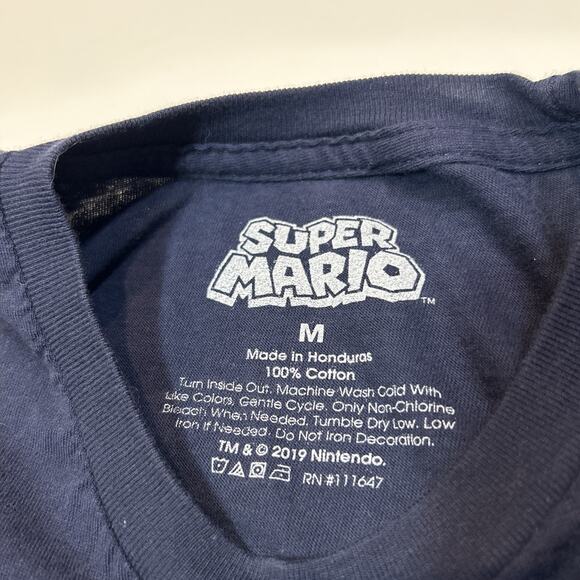 SUPER
MARIO™
M
Made in Honduras
100% Cotton
Turn Inside Out. Machine Wash Cold With
Like Colors, Gentle Cycle. Only Non-Chlorine
Bleach When Needed. Tumble Dry Low. Low
Iron If Needed. Do Not Iron Decoration.
TM & © 2019 Nintendo.
RN #111647